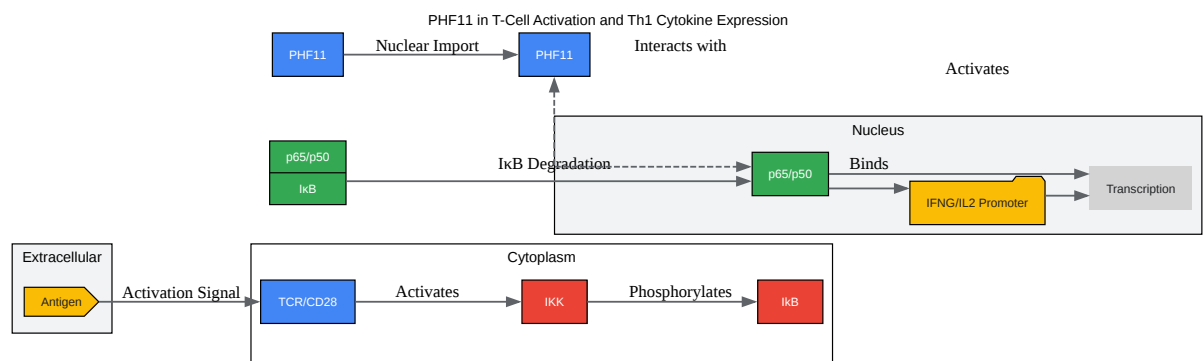 PHF11 in T-Cell Activation and Th1 Cytokine Expression
PHF11
Nuclear Import
PHF11
Interacts with
Activates
Nucleus
p65/p50
IκB
IκB Degradation
p65/p50
Binds
IFNG/IL2 Promoter
Transcription
Extracellular
Antigen
Activation Signal
Cytoplasm
TCR/CD28
Activates
IKK
Phosphorylates
IkB